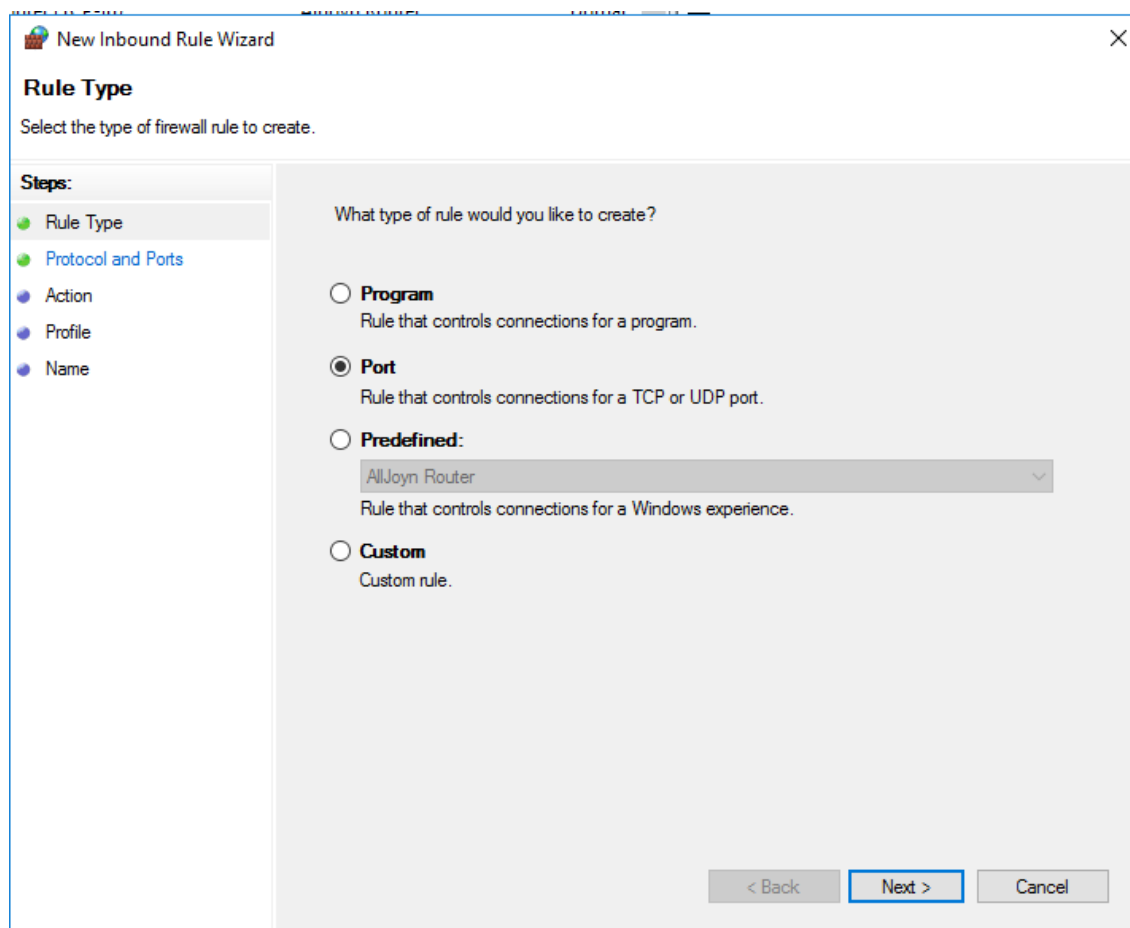 New Inbound Rule Wizard
Rule Type
Select the type of firewall rule to create.
Steps:
Rule Type
Protocol and Ports
Action
Profile
Name
What type of rule would you like to create?
Program
Rule that controls connections for a program.
Port
Rule that controls connections for a TCP or UDP port.
Predefined:
AllJoyn Router
Rule that controls connections for a Windows experience.
Custom
Custom rule.
< Back Next > Cancel